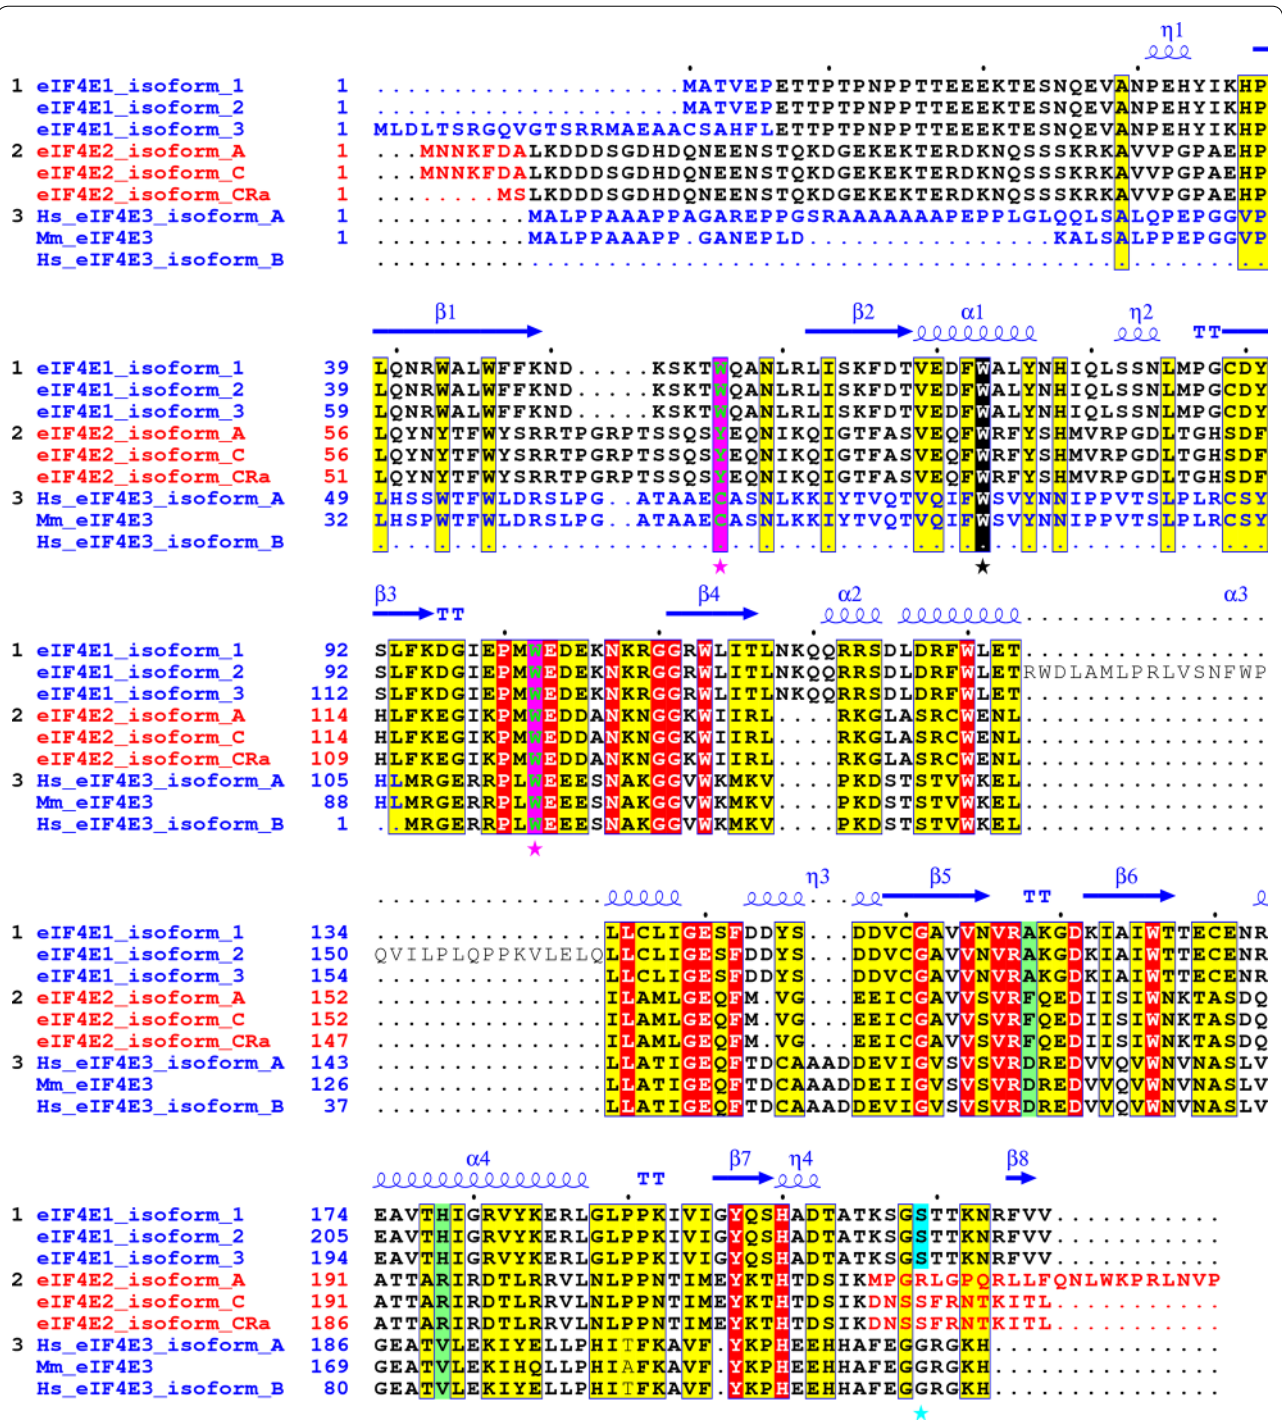 η1
1 eIF4E1_isoform_1 1 ....................MATVEPETTPTPNPPTTEEEKTESNQEVANPEHYIKHP
eIF4E1_isoform_2 1 ....................MATVEPETTPTPNPPTTEEEKTESNQEVANPEHYIKHP
eIF4E1_isoform_3 1 MLDLTSRGQVGTSRRMAEAACSAHFLETTPTPNPPTTEEEKTESNQEVANPEHYIKHP
2 eIF4E2_isoform_A 1 ...MNNKFDALKDDDSGDHDQNEENSTQKDGEKEKTERDKNQSSSKRKAVVPGPAEHP
eIF4E2_isoform_C 1 ...MNNKFDALKDDDSGDHDQNEENSTQKDGEKEKTERDKNQSSSKRKAVVPGPAEHP
eIF4E2_isoform_CRa 1 ........MSLKDDDSGDHDQNEENSTQKDGEKEKTERDKNQSSSKRKAVVPGPAEHP
3 Hs_eIF4E3_isoform_A 1 ..........MALPPAAAPPAGAREPPGSRAAAAAAAPEPPLGLQQLSALQPEPGGVP
Mm_eIF4E3 1 ..........MALPPAAAPP.GANEPLD................KALSALPPEPGGVP
Hs_eIF4E3_isoform_B ..........................................................
β1 β2 α1 η2 TT
1 eIF4E1_isoform_1 39 LQNRWALWFFKND.....KSKTWQANLRLISKFDTVEDFWALYNHIQLSSNLMPGCDY
eIF4E1_isoform_2 39 LQNRWALWFFKND.....KSKTWQANLRLISKFDTVEDFWALYNHIQLSSNLMPGCDY
eIF4E1_isoform_3 59 LQNRWALWFFKND.....KSKTWQANLRLISKFDTVEDFWALYNHIQLSSNLMPGCDY
2 eIF4E2_isoform_A 56 LQYNYTFWYSRRTPGRPTSSQSYEQNIKQIGTFASVEQFWRFYSHMVRPGDLTGHSDF
eIF4E2_isoform_C 56 LQYNYTFWYSRRTPGRPTSSQSYEQNIKQIGTFASVEQFWRFYSHMVRPGDLTGHSDF
eIF4E2_isoform_CRa 51 LQYNYTFWYSRRTPGRPTSSQSYEQNIKQIGTFASVEQFWRFYSHMVRPGDLTGHSDF
3 Hs_eIF4E3_isoform_A 49 LHSSWTFWLDRSLPG..ATAAECASNLKKIYTVQTVQIFWSVYNNIPPVTSLPLRCSY
Mm_eIF4E3 32 LHSPWTFWLDRSLPG..ATAAECASNLKKIYTVQTVQIFWSVYNNIPPVTSLPLRCSY
Hs_eIF4E3_isoform_B ..........................................................
★ ★
β3 TT β4 α2 α3
1 eIF4E1_isoform_1 92 SLFKDGIEPMWEDEKNKRGGRWLITLNKQQRRSDLDRFWLET................
eIF4E1_isoform_2 92 SLFKDGIEPMWEDEKNKRGGRWLITLNKQQRRSDLDRFWLETRWDLAMLPRLVSNFWP
eIF4E1_isoform_3 112 SLFKDGIEPMWEDEKNKRGGRWLITLNKQQRRSDLDRFWLET................
2 eIF4E2_isoform_A 114 HLFKEGIKPMWEDDANKNGGKWIIRL....RKGLASRCWENL................
eIF4E2_isoform_C 114 HLFKEGIKPMWEDDANKNGGKWIIRL....RKGLASRCWENL................
eIF4E2_isoform_CRa 109 HLFKEGIKPMWEDDANKNGGKWIIRL....RKGLASRCWENL................
3 Hs_eIF4E3_isoform_A 105 HLMRGERRPLWEEESNAKGGVWKMKV....PKDSTSTVWKEL................
Mm_eIF4E3 88 HLMRGERRPLWEEESNAKGGVWKMKV....PKDSTSTVWKEL................
Hs_eIF4E3_isoform_B 1 ..MRGERRPLWEEESNAKGGVWKMKV....PKDSTSTVWKEL................
★
η3 β5 TT β6
1 eIF4E1_isoform_1 134 ...............LLCLIGESFDDYS...DDVCGAVVNVRAKGDKIAIWTTECENR
eIF4E1_isoform_2 150 QVILPLQPPKVLELQLLCLIGESFDDYS...DDVCGAVVNVRAKGDKIAIWTTECENR
eIF4E1_isoform_3 154 ...............LLCLIGESFDDYS...DDVCGAVVNVRAKGDKIAIWTTECENR
2 eIF4E2_isoform_A 152 ...............ILAMLGEQFM.VG...EEICGAVVSVRFQEDIISIWNKTASDQ
eIF4E2_isoform_C 152 ...............ILAMLGEQFM.VG...EEICGAVVSVRFQEDIISIWNKTASDQ
eIF4E2_isoform_CRa 147 ...............ILAMLGEQFM.VG...EEICGAVVSVRFQEDIISIWNKTASDQ
3 Hs_eIF4E3_isoform_A 143 ...............LLATIGEQFTDCAAADDEVIGVSVSVRDREDVVQVWNVNASLV
Mm_eIF4E3 126 ...............LLATIGEQFTDCAAADDEIIGVSVSVRDREDVVQVWNVNASLV
Hs_eIF4E3_isoform_B 37 ...............LLATIGEQFTDCAAADDEVIGVSVSVRDREDVVQVWNVNASLV
α4 TT β7 η4 β8
1 eIF4E1_isoform_1 174 EAVTHIGRVYKERLGLPPKIVIGYQSHADTATKSGSTTKNRFVV...........
eIF4E1_isoform_2 205 EAVTHIGRVYKERLGLPPKIVIGYQSHADTATKSGSTTKNRFVV...........
eIF4E1_isoform_3 194 EAVTHIGRVYKERLGLPPKIVIGYQSHADTATKSGSTTKNRFVV...........
2 eIF4E2_isoform_A 191 ATTARIRDTLRRVLNLPPNTIMEYKTHTDSIKMPGRLGPQRLLFQNLWKPRLNVP
eIF4E2_isoform_C 191 ATTARIRDTLRRVLNLPPNTIMEYKTHTDSIKDNSSFRNTKITL...........
eIF4E2_isoform_CRa 186 ATTARIRDTLRRVLNLPPNTIMEYKTHTDSIKDNSSFRNTKITL...........
3 Hs_eIF4E3_isoform_A 186 GEATVLEKIYELLPHITFKAVF.YKPHEEHHAFEGGRGKH...............
Mm_eIF4E3 169 GEATVLEKIHQLLPHIAFKAVF.YKPHEEHHAFEGGRGKH...............
Hs_eIF4E3_isoform_B 80 GEATVLEKIYELLPHITFKAVF.YKPHEEHHAFEGGRGKH...............
★